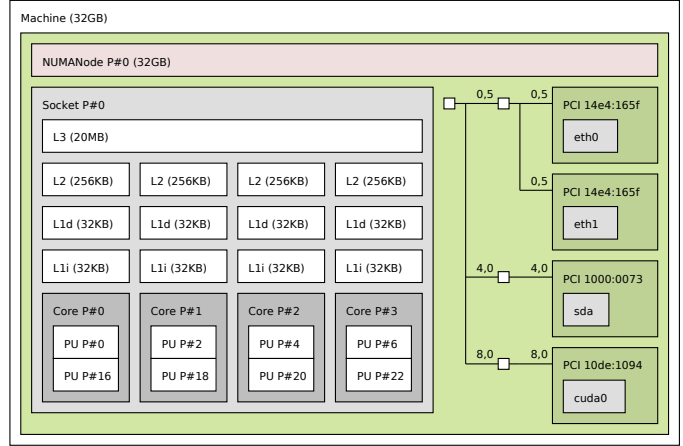 Machine (32GB)
NUMANode P#0 (32GB)
Socket P#0
L3 (20MB)
L2 (256KB) L2 (256KB) L2 (256KB) L2 (256KB)
L1d (32KB) L1d (32KB) L1d (32KB) L1d (32KB)
L1i (32KB) L1i (32KB) L1i (32KB) L1i (32KB)
Core P#0 Core P#1 Core P#2 Core P#3
PU P#0 PU P#2 PU P#4 PU P#6
PU P#16 PU P#18 PU P#20 PU P#22
0,5 0,5 PCI 14e4:165f
eth0
0,5 PCI 14e4:165f
eth1
4,0 4,0 PCI 1000:0073
sda
8,0 8,0 PCI 10de:1094
cuda0